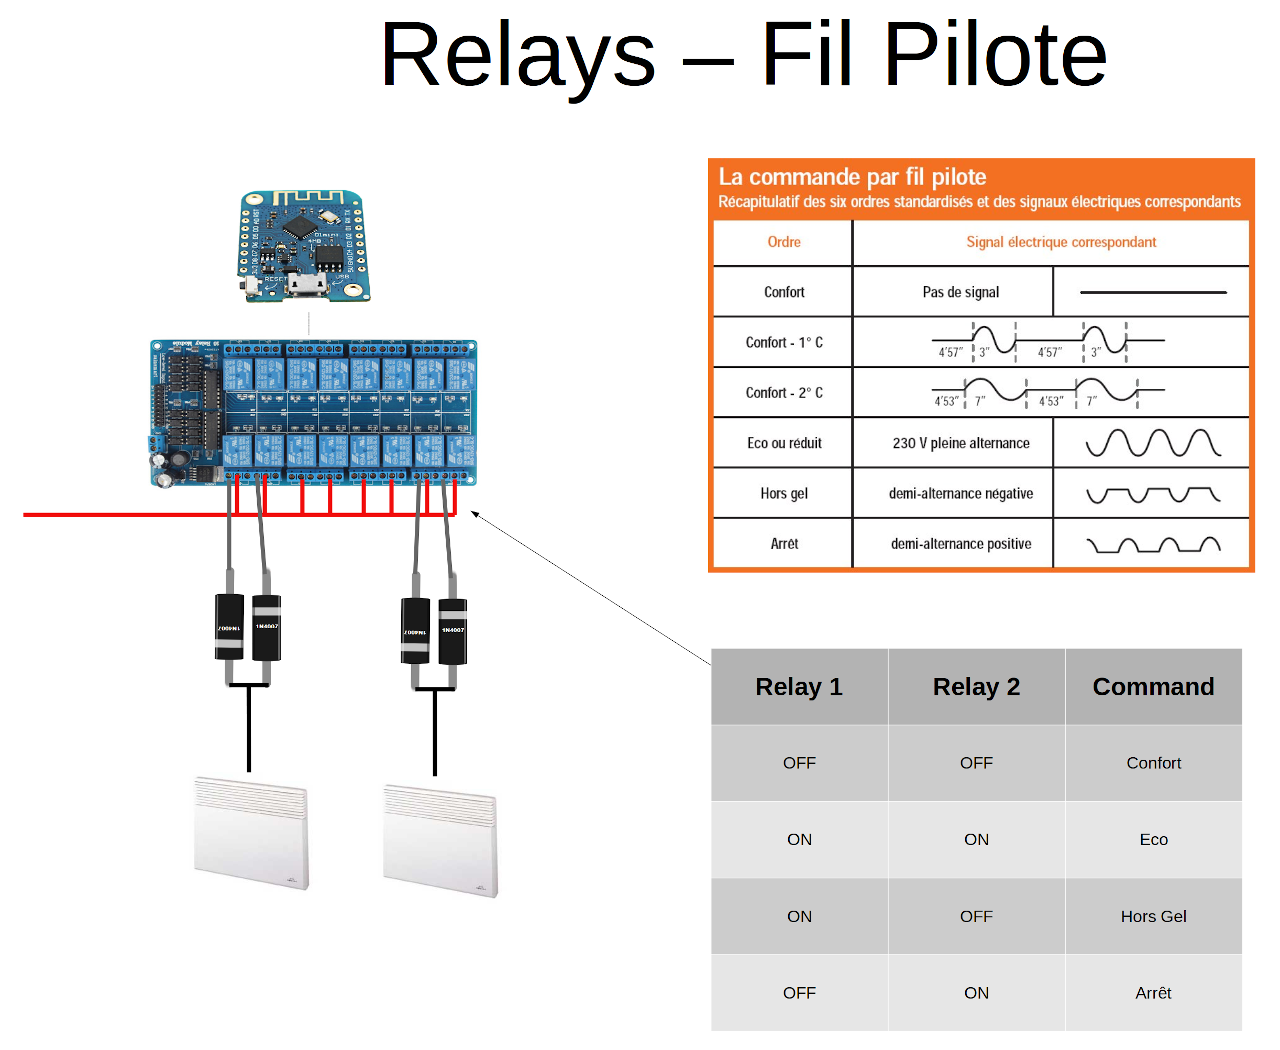 Relays – Fil Pilote
La commande par fil pilote
Récapitulatif des six ordres standardisés et des signaux électriques correspondants
Ordre Signal électrique correspondant
Confort Pas de signal
Confort - 1° C 4'57" 3" 4'57" 3"
Confort - 2° C 4'53" 7" 4'53" 7"
Eco ou réduit 230 V pleine alternance
Hors gel demi-alternance négative
Arrêt demi-alternance positive
RESET
USB
1N4007 1N4007
1N4007 1N4007
Relay 1 Relay 2 Command
OFF OFF Confort
ON ON Eco
ON OFF Hors Gel
OFF ON Arrêt